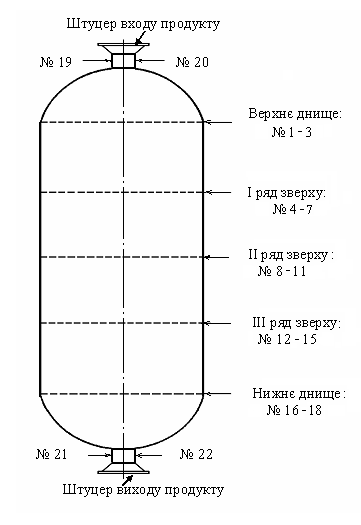 Штуцер входу продукту
№ 19
№ 20
Верхнє днище:
№ 1 - 3
І ряд зверху:
№ 4 - 7
ІІ ряд зверху :
№ 8 - 11
ІІІ ряд зверху:
№ 12 - 15
Нижнє днище :
№ 16 - 18
№ 21
№ 22
Штуцер виходу продукту